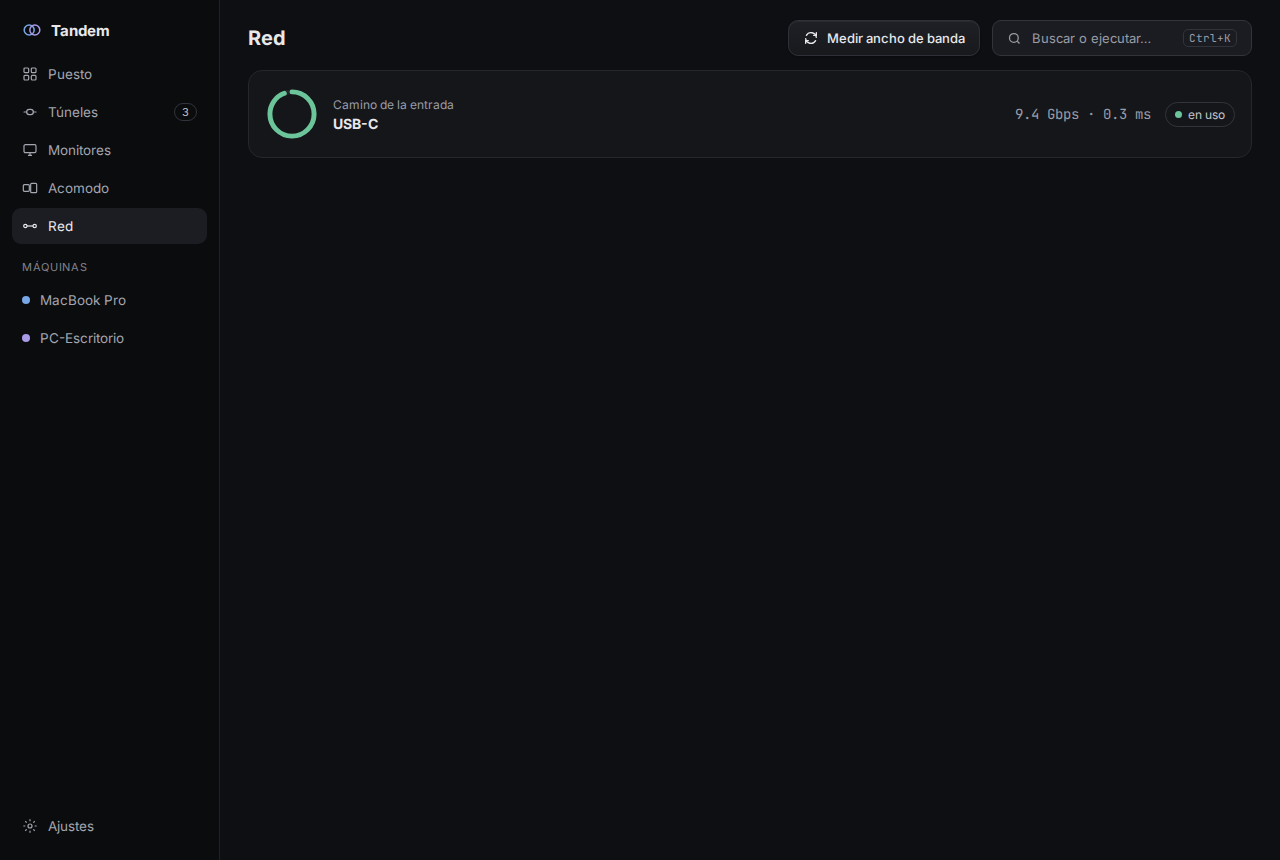 Tandem
Puesto
Túneles 3
Monitores
Acomodo
Red
MÁQUINAS
MacBook Pro
PC-Escritorio
Ajustes
Red
Medir ancho de banda
Buscar o ejecutar... Ctrl+K
Camino de la entrada
USB-C
9.4 Gbps · 0.3 ms
en uso